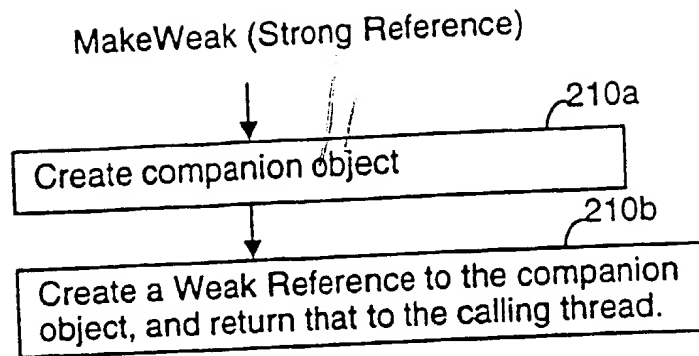 MakeWeak (Strong Reference)
210a
Create companion object
210b
Create a Weak Reference to the companion
object, and return that to the calling thread.